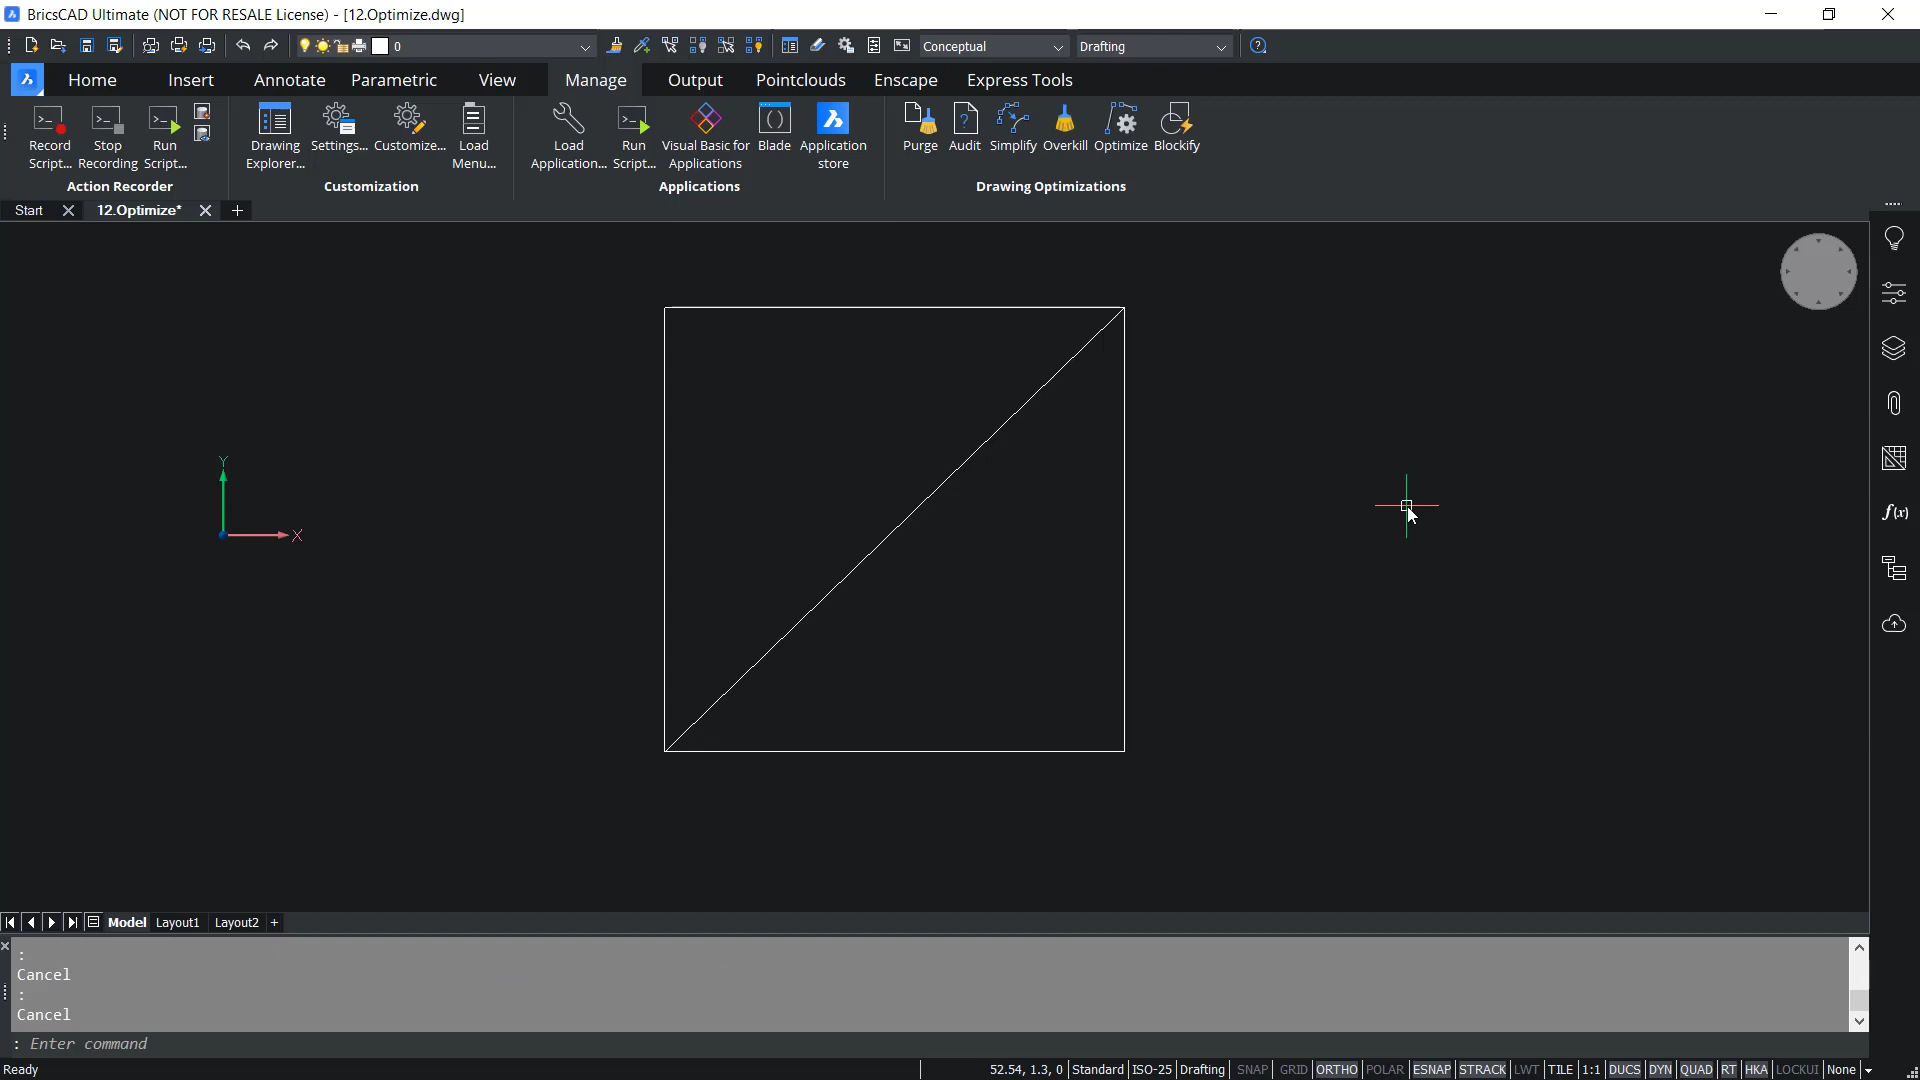 BricsCAD Ultimate (NOT FOR RESALE License) - [12.Optimize.dwg]
0
Conceptual
Drafting
Home
Insert
Annotate
Parametric
View
Manage
Output
Pointclouds
Enscape
Express Tools
Record
Script...
Stop
Recording
Run
Script...
Action Recorder
Drawing
Explorer...
Settings...
Customize...
Load
Menu...
Customization
Load
Application...
Run
Script...
Visual Basic for
Applications
Blade
Application
store
Applications
Purge
Audit
Simplify
Overkill
Optimize
Blockify
Drawing Optimizations
Start
12.Optimize*
Y
X
f(x)
Model
Layout1
Layout2
:
Cancel
:
Cancel
: Enter command
Ready
52.54, 1.3, 0
Standard
ISO-25
Drafting
SNAP
GRID
ORTHO
POLAR
ESNAP
STRACK
LWT
TILE
1:1
DUCS
DYN
QUAD
RT
HKA
LOCKUI
None